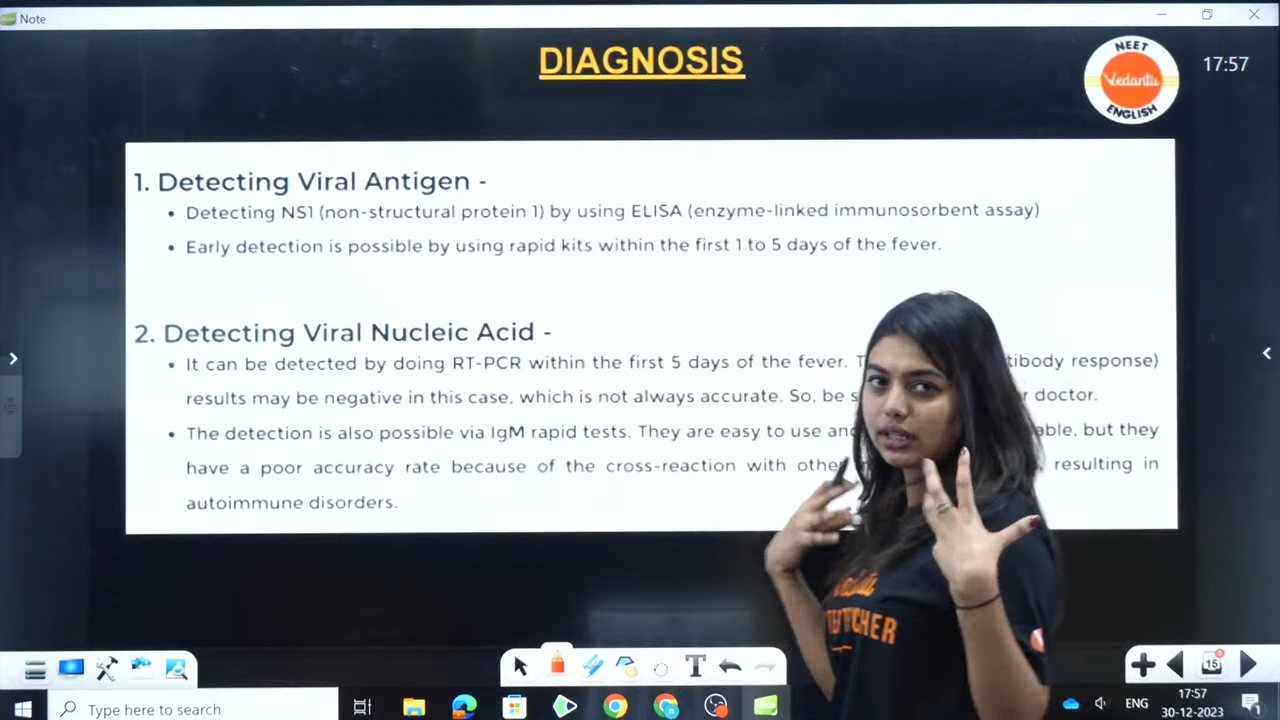 Note
DIAGNOSIS
NEET
Vedantu
ENGLISH
17:57
1. Detecting Viral Antigen -
• Detecting NS1 (non-structural protein 1) by using ELISA (enzyme-linked immunosorbent assay)
• Early detection is possible by using rapid kits within the first 1 to 5 days of the fever.
2. Detecting Viral Nucleic Acid -
• It can be detected by doing RT-PCR within the first 5 days of the fever. tibody response)
results may be negative in this case, which is not always accurate. So, be doctor.
• The detection is also possible via IgM rapid tests. They are easy to use able, but they
have a poor accuracy rate because of the cross-reaction with other resulting in
autoimmune disorders.
T
15
Type here to search
ENG
17:57
30-12-2023
1